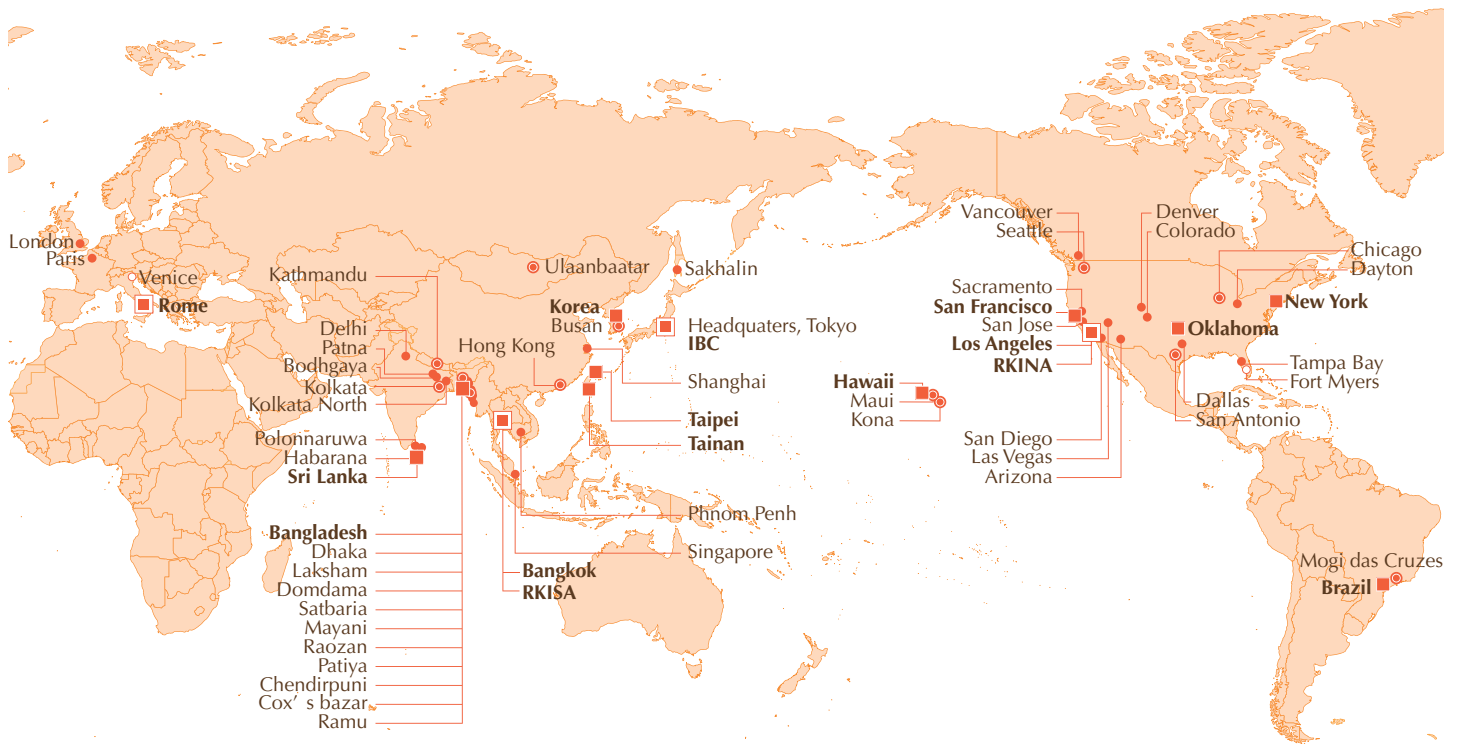 London
Paris
Venice
Rome
Kathmandu
Delhi
Patna
Bodhgaya
Kolkata
Kolkata North
Polonnaruwa
Habarana
Sri Lanka
Bangladesh
Dhaka
Laksham
Domdama
Satbaria
Mayani
Raozan
Patiya
Chendirpuni
Cox’ s bazar
Ramu
Ulaanbaatar
Sakhalin
Korea
Busan
Headquaters, Tokyo
IBC
Hong Kong
Shanghai
Taipei
Tainan
Phnom Penh
Singapore
Bangkok
RKISA
Hawaii
Maui
Kona
Vancouver
Seattle
Sacramento
San Francisco
San Jose
Los Angeles
RKINA
San Diego
Las Vegas
Arizona
Denver
Colorado
Chicago
Dayton
New York
Oklahoma
Tampa Bay
Fort Myers
Dallas
San Antonio
Mogi das Cruzes
Brazil